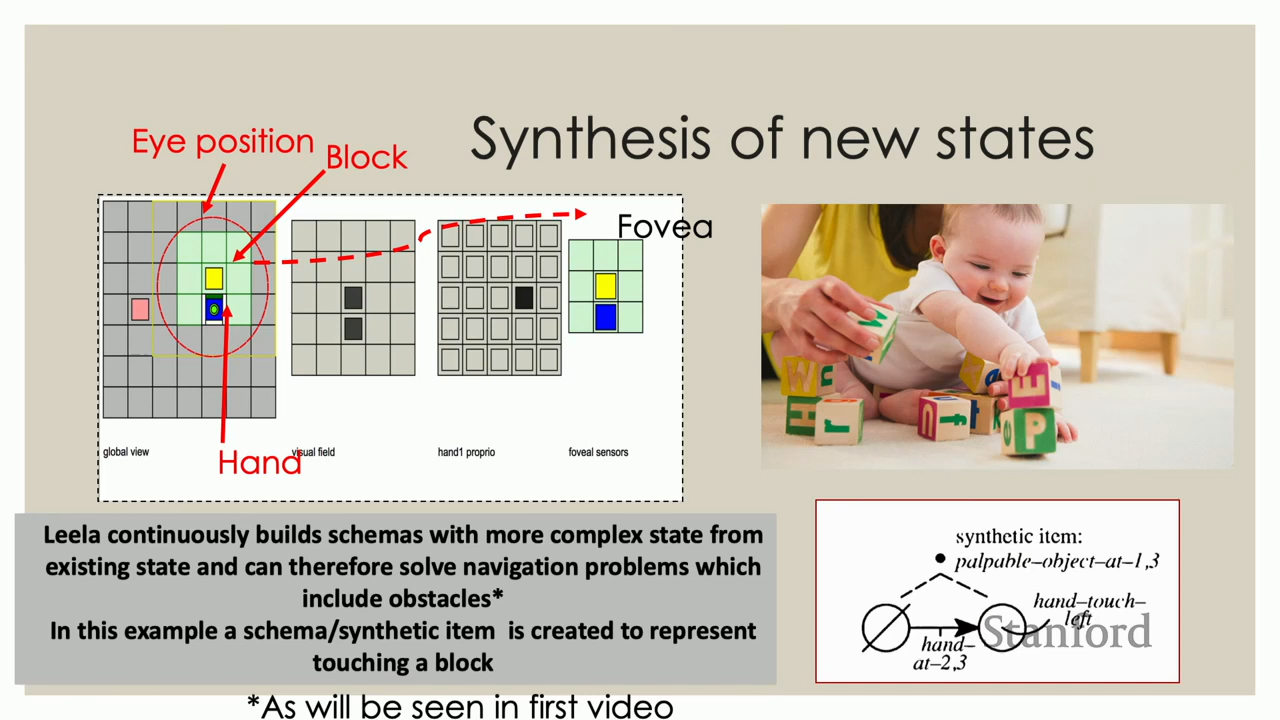 Synthesis of new states
Eye position
Block
Fovea
global view
visual field
hand1 proprio
foveal sensors
Hand
Leela continuously builds schemas with more complex state from
existing state and can therefore solve navigation problems which
include obstacles*
In this example a schema/synthetic item is created to represent
touching a block
*As will be seen in first video
synthetic item:
palpable-object-at-1,3
hand-touch-
left
hand-
at-2,3
Stanford
W
E
P
H